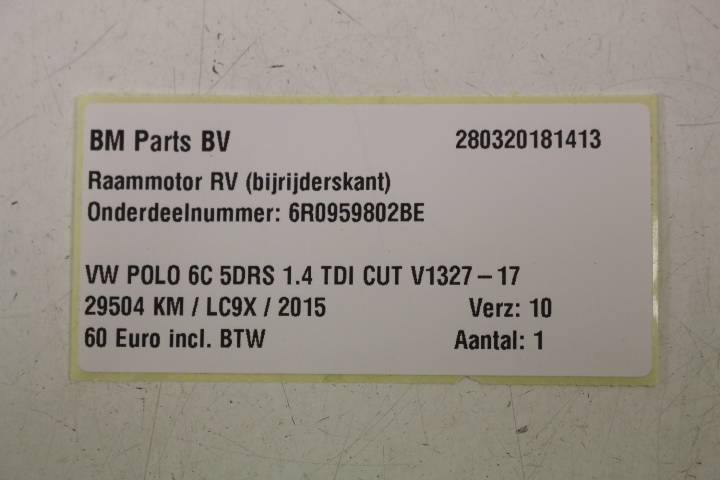 BM Parts BV 280320181413
Raammotor RV (bijrijderskant)
Onderdeelnummer: 6R0959802BE
VW POLO 6C 5DRS 1.4 TDI CUT V1327 – 17
29504 KM / LC9X / 2015 Verz: 10
60 Euro incl. BTW Aantal: 1